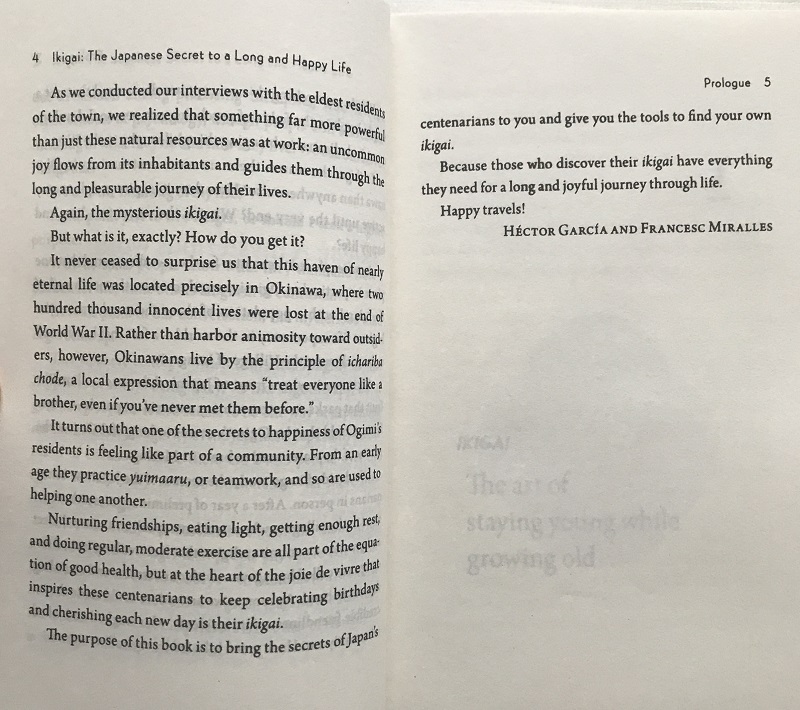 4 Ikigai: The Japanese Secret to a Long and Happy Life
As we conducted our interviews with the eldest residents
of the town, we realized that something far more powerful
than just these natural resources was at work: an uncommon
joy flows from its inhabitants and guides them through the
long and pleasurable journey of their lives.
Again, the mysterious ikigai.
But what is it, exactly? How do you get it?
It never ceased to surprise us that this haven of nearly
eternal life was located precisely in Okinawa, where two
hundred thousand innocent lives were lost at the end of
World War II. Rather than harbor animosity toward outsid-
ers, however, Okinawans live by the principle of ichariba
chode, a local expression that means “treat everyone like a
brother, even if you’ve never met them before.”
It turns out that one of the secrets to happiness of Ogimi’s
residents is feeling like part of a community. From an early
age they practice yuimaaru, or teamwork, and so are used to
helping one another.
Nurturing friendships, eating light, getting enough rest,
and doing regular, moderate exercise are all part of the equa-
tion of good health, but at the heart of the joie de vivre that
inspires these centenarians to keep celebrating birthdays
and cherishing each new day is their ikigai.
The purpose of this book is to bring the secrets of Japan’s
Prologue 5
centenarians to you and give you the tools to find your own
ikigai.
Because those who discover their ikigai have everything
they need for a long and joyful journey through life.
Happy travels!
HÉCTOR GARCÍA AND FRANCESC MIRALLES
IKIGAI
The art of
staying young while
growing old